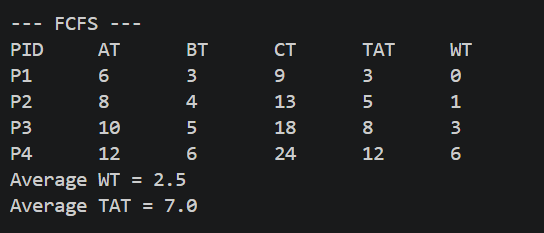 --- FCFS ---
PID AT BT CT TAT WT
P1 6 3 9 3 0
P2 8 4 13 5 1
P3 10 5 18 8 3
P4 12 6 24 12 6
Average WT = 2.5
Average TAT = 7.0